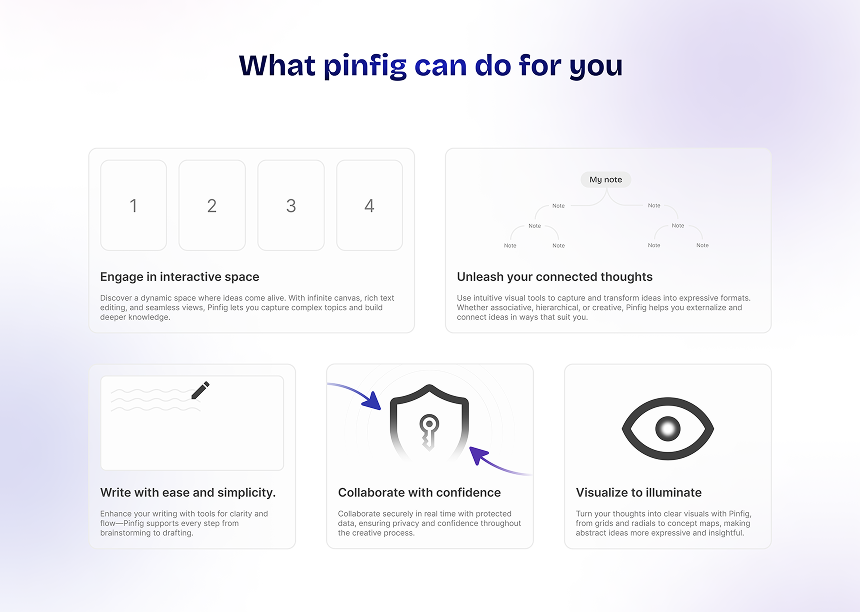 What pinfig can do for you
1
2
3
4
Engage in interactive space
Discover a dynamic space where ideas come alive. With infinite canvas, rich text
editing, and seamless views, Pinfig lets you capture complex topics and build
deeper knowledge.
My note
Note
Note
Note
Note
Note
Note
Note
Note
Unleash your connected thoughts
Use intuitive visual tools to capture and transform ideas into expressive formats.
Whether associative, hierarchical, or creative, Pinfig helps you externalize and
connect ideas in ways that suit you.
Write with ease and simplicity.
Enhance your writing with tools for clarity and
flow—Pinfig supports every step from
brainstorming to drafting.
Collaborate with confidence
Collaborate securely in real time with protected
data, ensuring privacy and confidence throughout
the creative process.
Visualize to illuminate
Turn your thoughts into clear visuals with Pinfig,
from grids and radials to concept maps, making
abstract ideas more expressive and insightful.